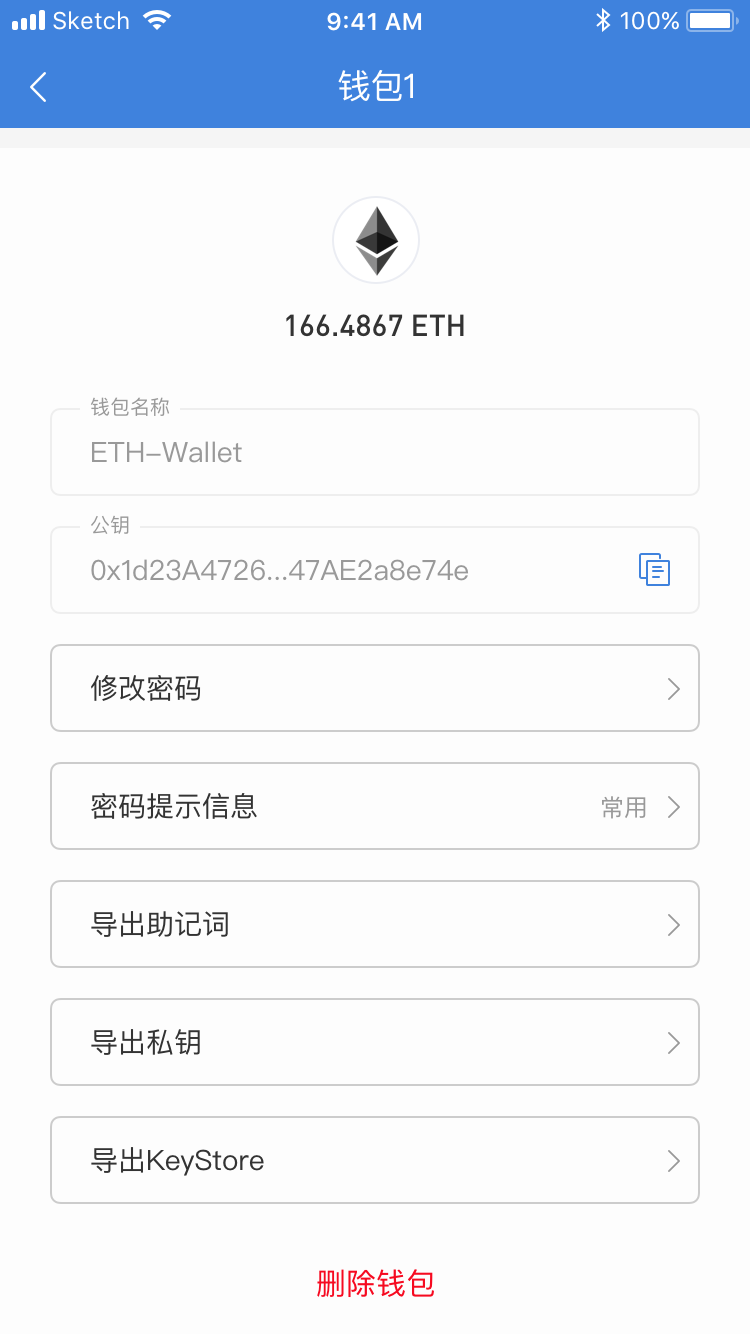 Sketch 9:41 AM 100%
钱包1
166.4867 ETH
钱包名称
ETH–Wallet
公钥
0x1d23A4726...47AE2a8e74e
修改密码
密码提示信息 常用
导出助记词
导出私钥
导出KeyStore
删除钱包